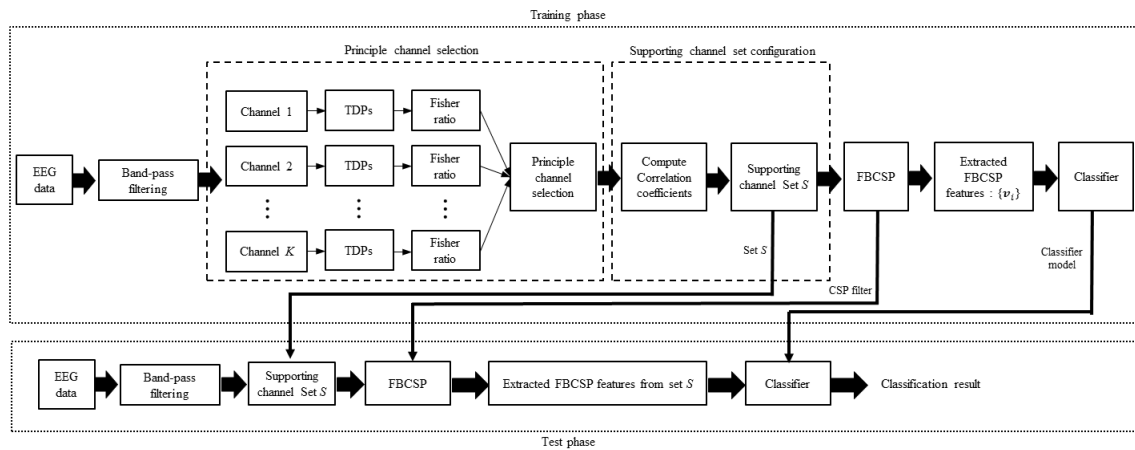 Training phase
Principle channel selection
Supporting channel set configuration
Channel 1
TDPs
Fisher
ratio
Channel 2
TDPs
Fisher
ratio
Channel K
TDPs
Fisher
ratio
EEG
data
Band-pass
filtering
Principle
channel
selection
Compute
Correlation
coefficients
Supporting
channel Set S
FBCSP
Extracted
FBCSP
features : {v_i}
Classifier
Set S
CSP filter
Classifier
model
EEG
data
Band-pass
filtering
Supporting
channel Set S
FBCSP
Extracted FBCSP features from set S
Classifier
Classification result
Test phase